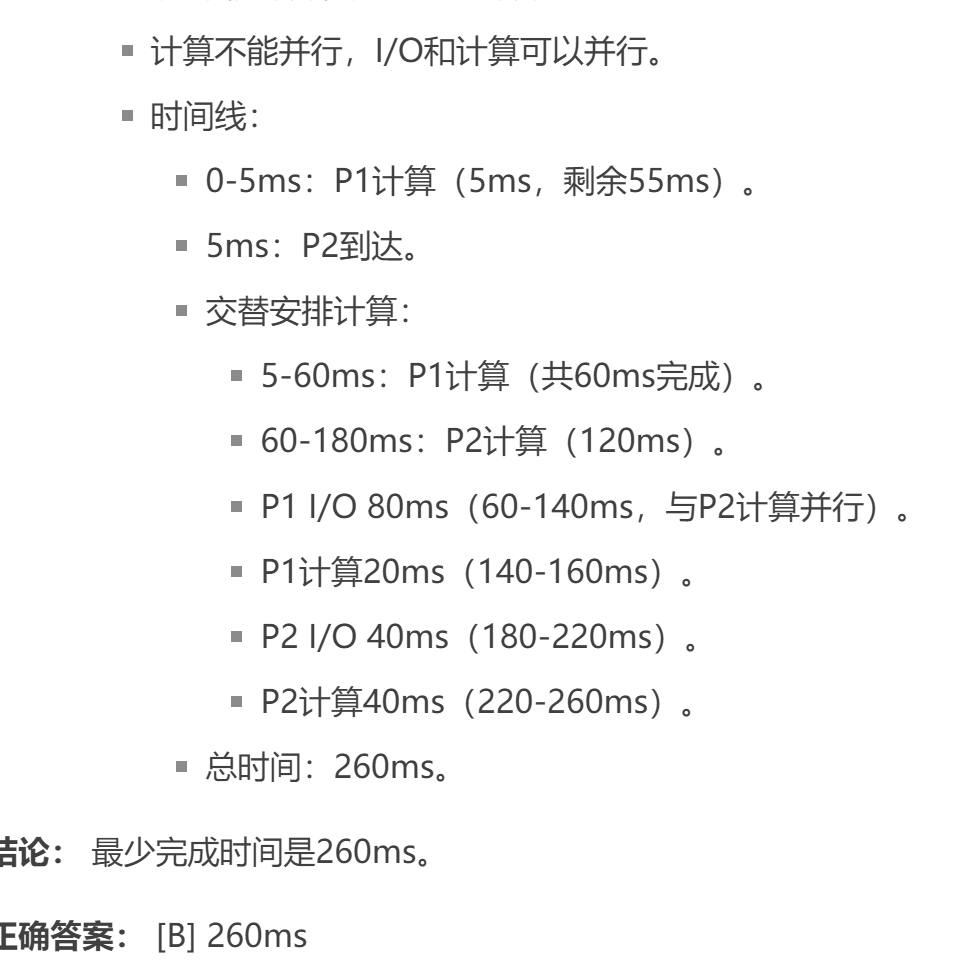 计算不能并行，I/O和计算可以并行。
时间线：
0-5ms：P1计算（5ms，剩余55ms）。
5ms：P2到达。
交替安排计算：
5-60ms：P1计算（共60ms完成）。
60-180ms：P2计算（120ms）。
P1 I/O 80ms（60-140ms，与P2计算并行）。
P1计算20ms（140-160ms）。
P2 I/O 40ms（180-220ms）。
P2计算40ms（220-260ms）。
总时间：260ms。
结论： 最少完成时间是260ms。
正确答案： [B] 260ms